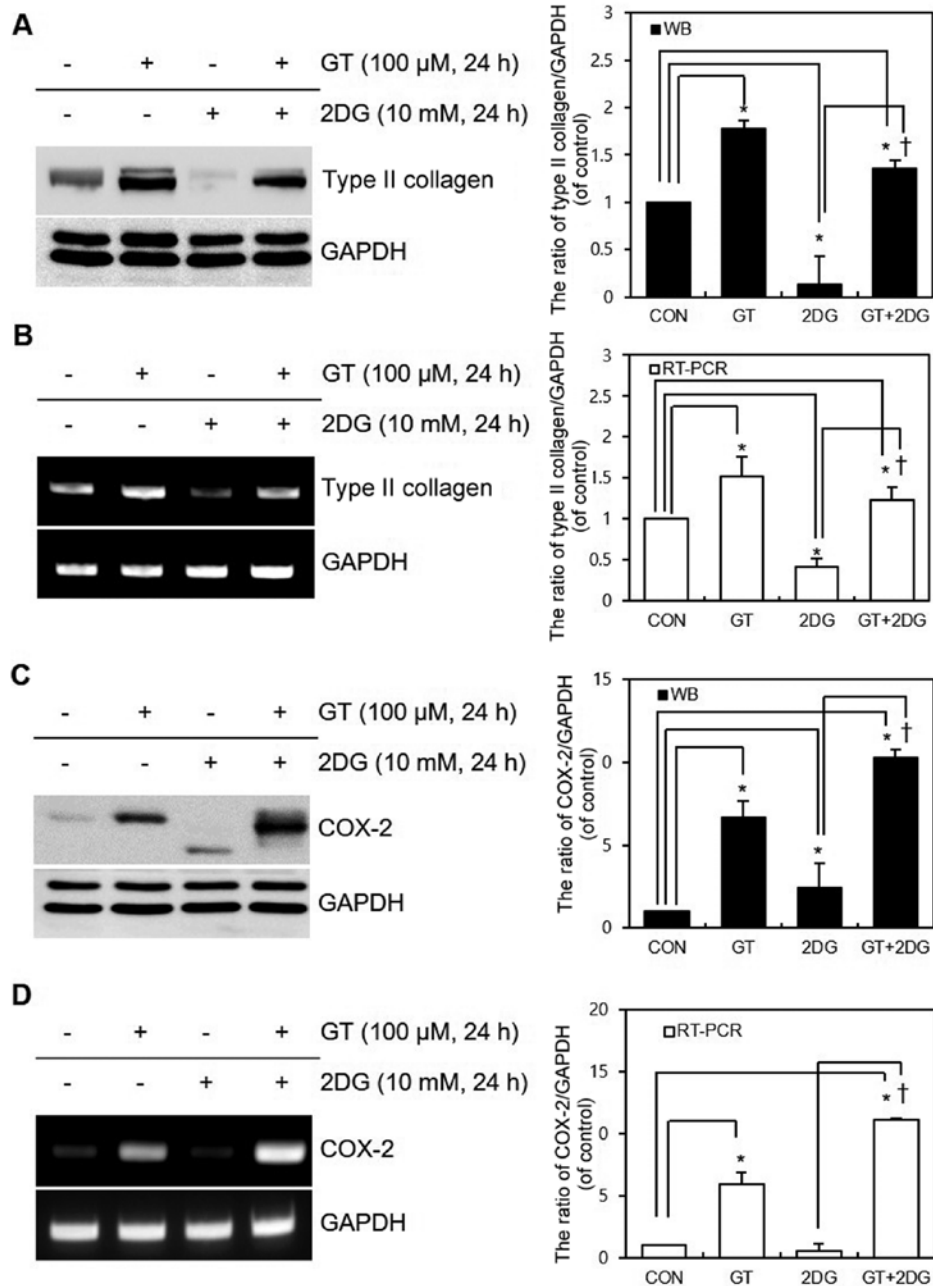 A
- + - + GT (100 µM, 24 h)
- - + + 2DG (10 mM, 24 h)
Type II collagen
GAPDH
The ratio of type II collagen/GAPDH
(of control)
3
2.5
2
1.5
1
0.5
0
WB
*
*
* †
CON GT 2DG GT+2DG
B
- + - + GT (100 µM, 24 h)
- - + + 2DG (10 mM, 24 h)
Type II collagen
GAPDH
The ratio of type II collagen/GAPDH
(of control)
3
2.5
2
1.5
1
0.5
0
RT-PCR
*
*
* †
CON GT 2DG GT+2DG
C
- + - + GT (100 µM, 24 h)
- - + + 2DG (10 mM, 24 h)
COX-2
GAPDH
The ratio of COX-2/GAPDH
(of control)
15
0
5
0
WB
*
*
* †
CON GT 2DG GT+2DG
D
- + - + GT (100 µM, 24 h)
- - + + 2DG (10 mM, 24 h)
COX-2
GAPDH
The ratio of COX-2/GAPDH
(of control)
20
15
0
5
0
RT-PCR
*
* †
CON GT 2DG GT+2DG